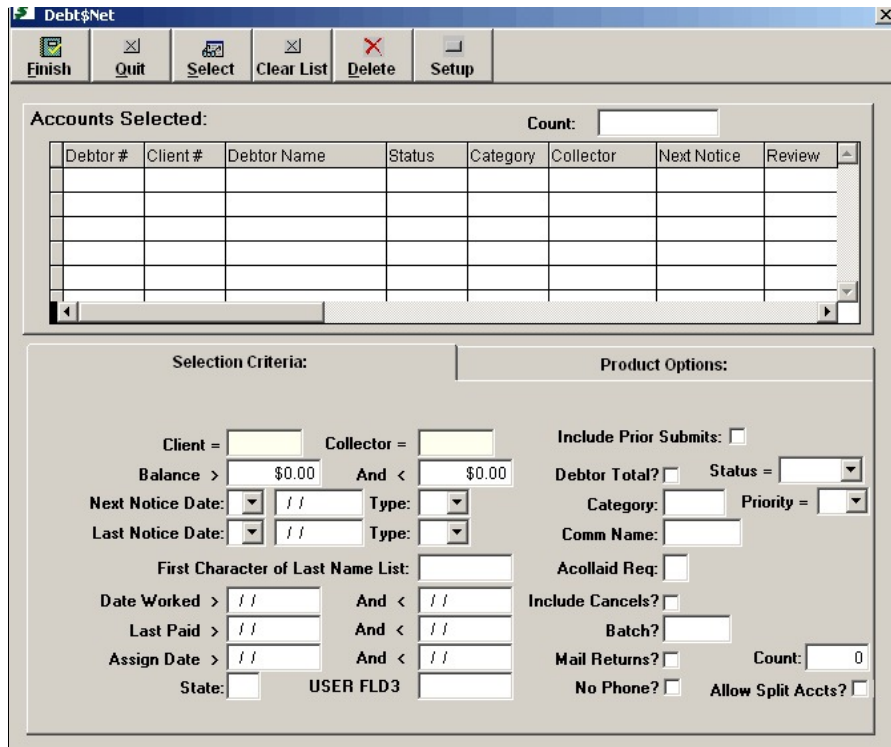 Debt$Net
Finish Quit Select Clear List Delete Setup
Accounts Selected: Count:
Debtor # Client # Debtor Name Status Category Collector Next Notice Review
Selection Criteria: Product Options:
Client = Collector = Include Prior Submits:
Balance > $0.00 And < $0.00 Debtor Total? Status =
Next Notice Date: / / Type: Category: Priority =
Last Notice Date: / / Type: Comm Name:
First Character of Last Name List: Acollaid Req:
Date Worked > / / And < / / Include Cancels?
Last Paid > / / And < / / Batch?
Assign Date > / / And < / / Mail Returns? Count: 0
State: USER FLD3 No Phone? Allow Split Accts?